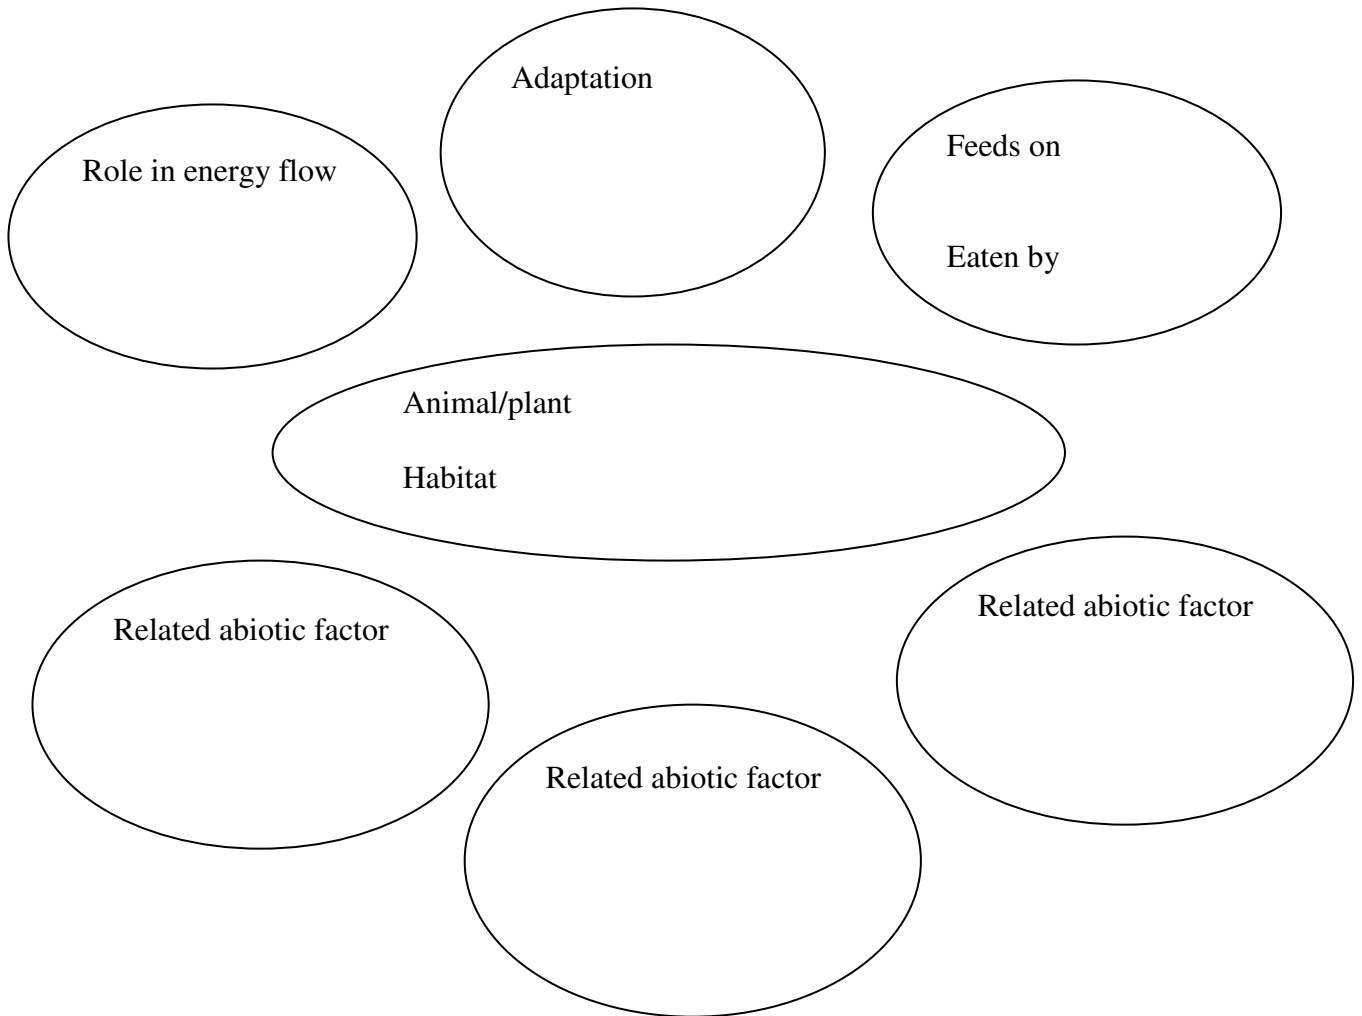 Adaptation
Role in energy flow
Feeds on
Eaten by
Animal/plant
Habitat
Related abiotic factor
Related abiotic factor
Related abiotic factor